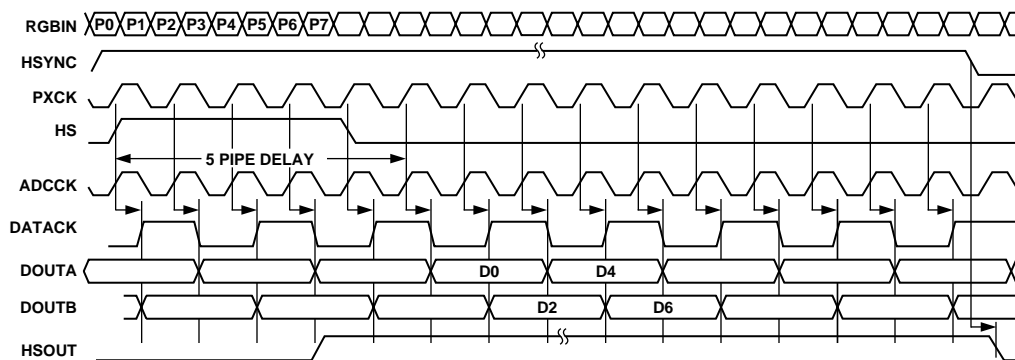 RGBIN P0 P1 P2 P3 P4 P5 P6 P7
HSYNC
PXCK
HS
5 PIPE DELAY
ADCCK
DATACK
DOUTA D0 D4
DOUTB D2 D6
HSOUT